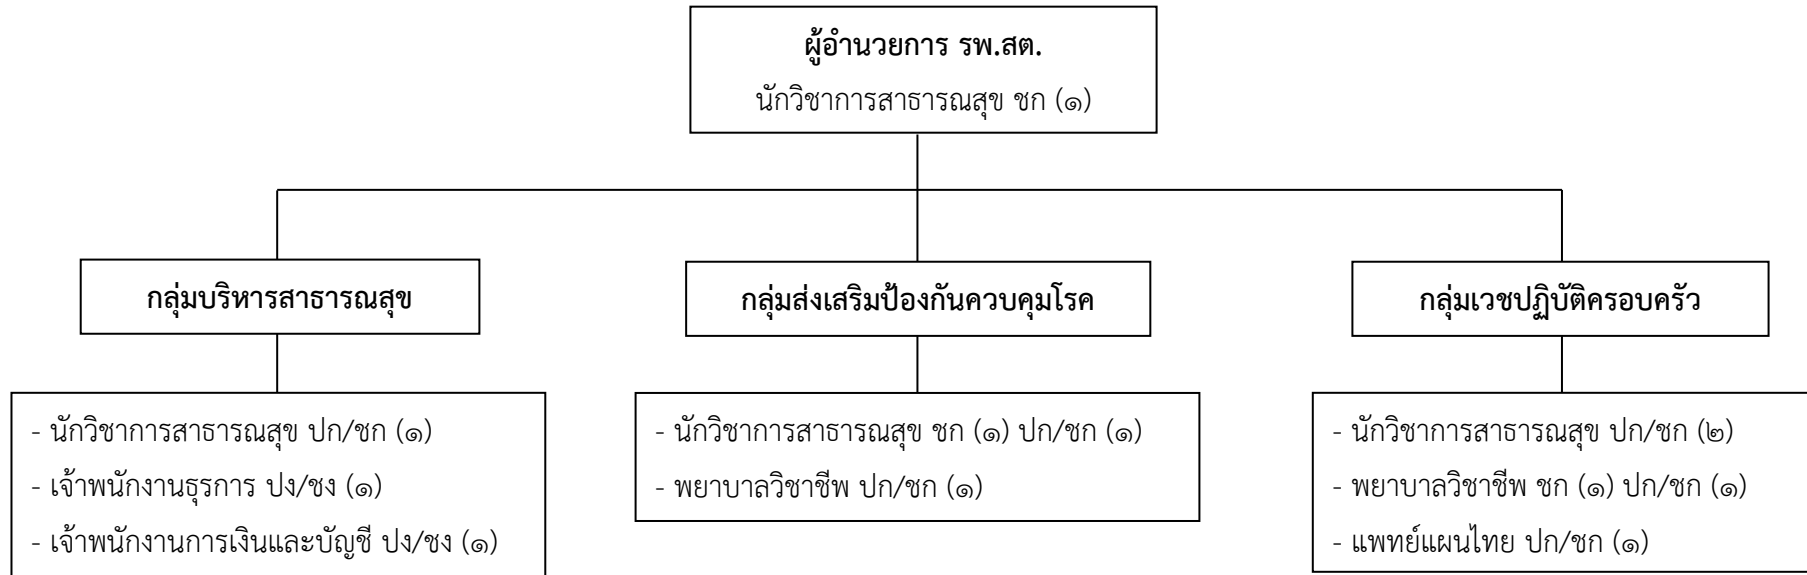 ผู้อำนวยการ รพ.สต.
นักวิชาการสาธารณสุข ชก (๑)
กลุ่มบริหารสาธารณสุข
กลุ่มส่งเสริมป้องกันควบคุมโรค
กลุ่มเวชปฏิบัติครอบครัว
- นักวิชาการสาธารณสุข ปก/ชก (๑)
- เจ้าพนักงานธุรการ ปง/ชง (๑)
- เจ้าพนักงานการเงินและบัญชี ปง/ชง (๑)
- นักวิชาการสาธารณสุข ชก (๑) ปก/ชก (๑)
- พยาบาลวิชาชีพ ปก/ชก (๑)
- นักวิชาการสาธารณสุข ปก/ชก (๒)
- พยาบาลวิชาชีพ ชก (๑) ปก/ชก (๑)
- แพทย์แผนไทย ปก/ชก (๑)